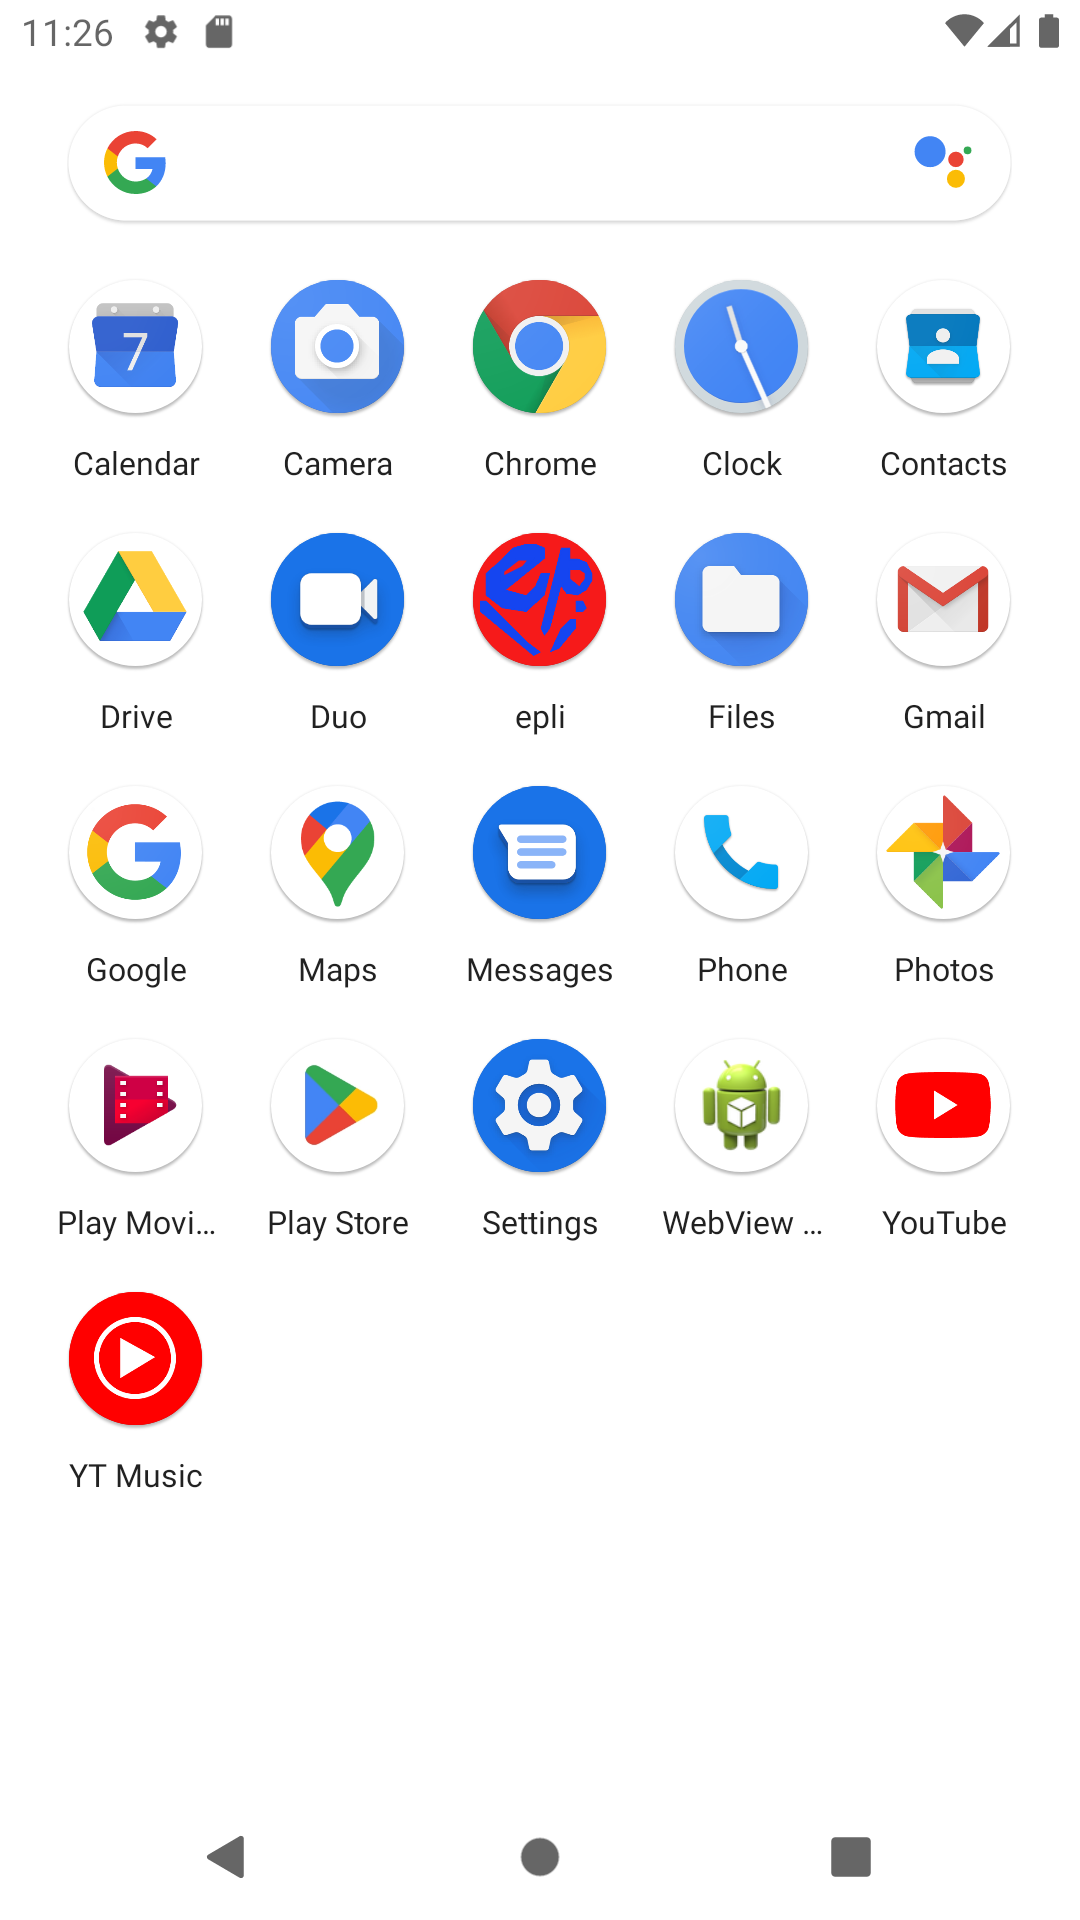 11:26
Calendar Camera Chrome Clock Contacts
Drive Duo epli Files Gmail
Google Maps Messages Phone Photos
Play Movi... Play Store Settings WebView ... YouTube
YT Music